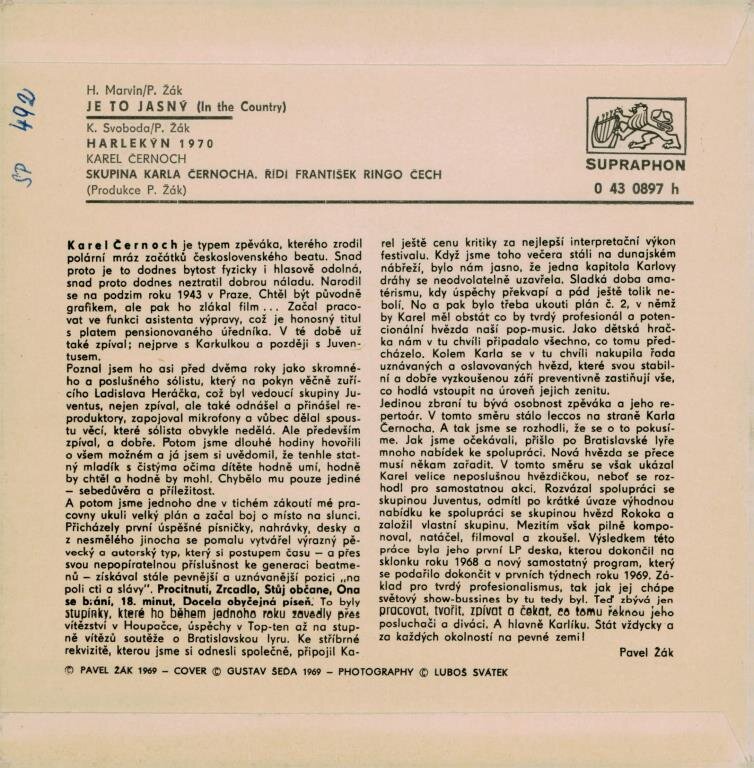 SP 492
H. Marvin/P. Žák
JE TO JASNÝ (In the Country)
K. Svoboda/P. Žák
HARLEKÝN 1970
KAREL ČERNOCH
SKUPINA KARLA ČERNOCHA. ŘÍDÍ FRANTIŠEK RINGO ČECH
(Produkce P. Žák)
SUPRAPHON
0 43 0897 h
Karel Černoch je typem zpěváka, kterého zrodil
polární mráz začátků československého beatu. Snad
proto je to dodnes bytost fyzicky i hlasově odolná,
snad proto dodnes neztratil dobrou náladu. Narodil
se na podzim roku 1943 v Praze. Chtěl být původně
grafikem, ale pak ho zlákal film ... Začal praco-
vat ve funkci asistenta výpravy, což je honosný titul
s platem pensionovaného úředníka. V té době už
také zpíval; nejprve s Karkulkou a později s Juven-
tusem.
Poznal jsem ho asi před dvěma roky jako skromné-
ho a poslušného sólistu, který na pokyn věčně zuří-
cího Ladislava Heráčka, což byl vedoucí skupiny Ju-
ventus, nejen zpíval, ale také odnášel a přinášel re-
produktory, zapojoval mikrofony a vůbec dělal spous-
tu věcí, které sólista obvykle nedělá. Ale především
zpíval, a dobře. Potom jsme dlouhé hodiny hovořili
o všem možném a já jsem si uvědomil, že tenhle stat-
ný mladík s čistýma očima dítěte hodně umí, hodně
by chtěl a hodně by mohl. Chybělo mu pouze jediné
– sebedůvěra a příležitost.
A potom jsme jednoho dne v tichém zákoutí mé pra-
covny ukuli velký plán a začal boj o místo na slunci.
Přicházely první úspěšné písničky, nahrávky, desky a
z nesmělého jinocha se pomalu vytvářel výrazný pě-
vecký a autorský typ, který si postupem času – a přes
svou nepopíratelnou příslušnost ke generaci beatme-
nů – získával stále pevnější a uznávanější pozici „na
poli cti a slávy". Procitnutí, Zrcadlo, Stůj občane, Ona
se brání, 18. minut, Docela obyčejná píseň. To byly
stupínky, které ho během jednoho roku zavedly přes
vítězství v Houpačce, úspěchy v Top-ten až na stup-
ně vítězů soutěže o Bratislavskou lyru. Ke stříbrné
rekvizitě, kterou jsme si odnesli společně, připojil Ka-
rel ještě cenu kritiky za nejlepší interpretační výkon
festivalu. Když jsme toho večera stáli na dunajském
nábřeží, bylo nám jasno, že jedna kapitola Karlovy
dráhy se neodvolatelně uzavřela. Sladká doba ama-
térismu, kdy úspěchy překvapí a pád ještě tolik ne-
bolí. No a pak bylo třeba ukouti plán č. 2, v němž
by Karel měl obstát co by tvrdý profesionál a poten-
cionální hvězda naší pop-music. Jako dětská hrač-
ka nám v tu chvíli připadalo všechno, co tomu před-
cházelo. Kolem Karla se v tu chvíli nakupila řada
uznávaných a oslavovaných hvězd, které svou stabil-
ní a dobře vyzkoušenou září preventivně zastiňují vše,
co hodlá vstoupit na úroveň jejich zenitu.
Jedinou zbraní tu bývá osobnost zpěváka a jeho re-
pertoár. V tomto směru stálo leccos na straně Karla
Černocha. A tak jsme se rozhodli, že se o to pokusí-
me. Jak jsme očekávali, přišlo po Bratislavské lyře
mnoho nabídek ke spolupráci. Nová hvězda se přece
musí někam zařadit. V tomto směru se však ukázal
Karel velice neposlušnou hvězdičkou, neboť se roz-
hodl pro samostatnou akci. Rozvázal spolupráci se
skupinou Juventus, odmítl po krátké úvaze výhodnou
nabídku ke spolupráci se skupinou hvězd Rokoka a
založil vlastní skupinu. Mezitím však pilně kompo-
noval, natáčel, filmoval a zkoušel. Výsledkem této
práce byla jeho první LP deska, kterou dokončil na
sklonku roku 1968 a nový samostatný program, který
se podařilo dokončit v prvních týdnech roku 1969. Zá-
klad pro tvrdý profesionalismus, tak jak jej chápe
světový show-bussines by tu tedy byl. Teď zbývá jen
pracovat, tvořit, zpívat a čekat, co tomu řeknou jeho
posluchači a diváci. A hlavně Karlíku. Stát vždycky a
za každých okolností na pevné zemi!
Pavel Žák
© PAVEL ŽÁK 1969 – COVER © GUSTAV ŠEDA 1969 – PHOTOGRAPHY © LUBOŠ SVÁTEK